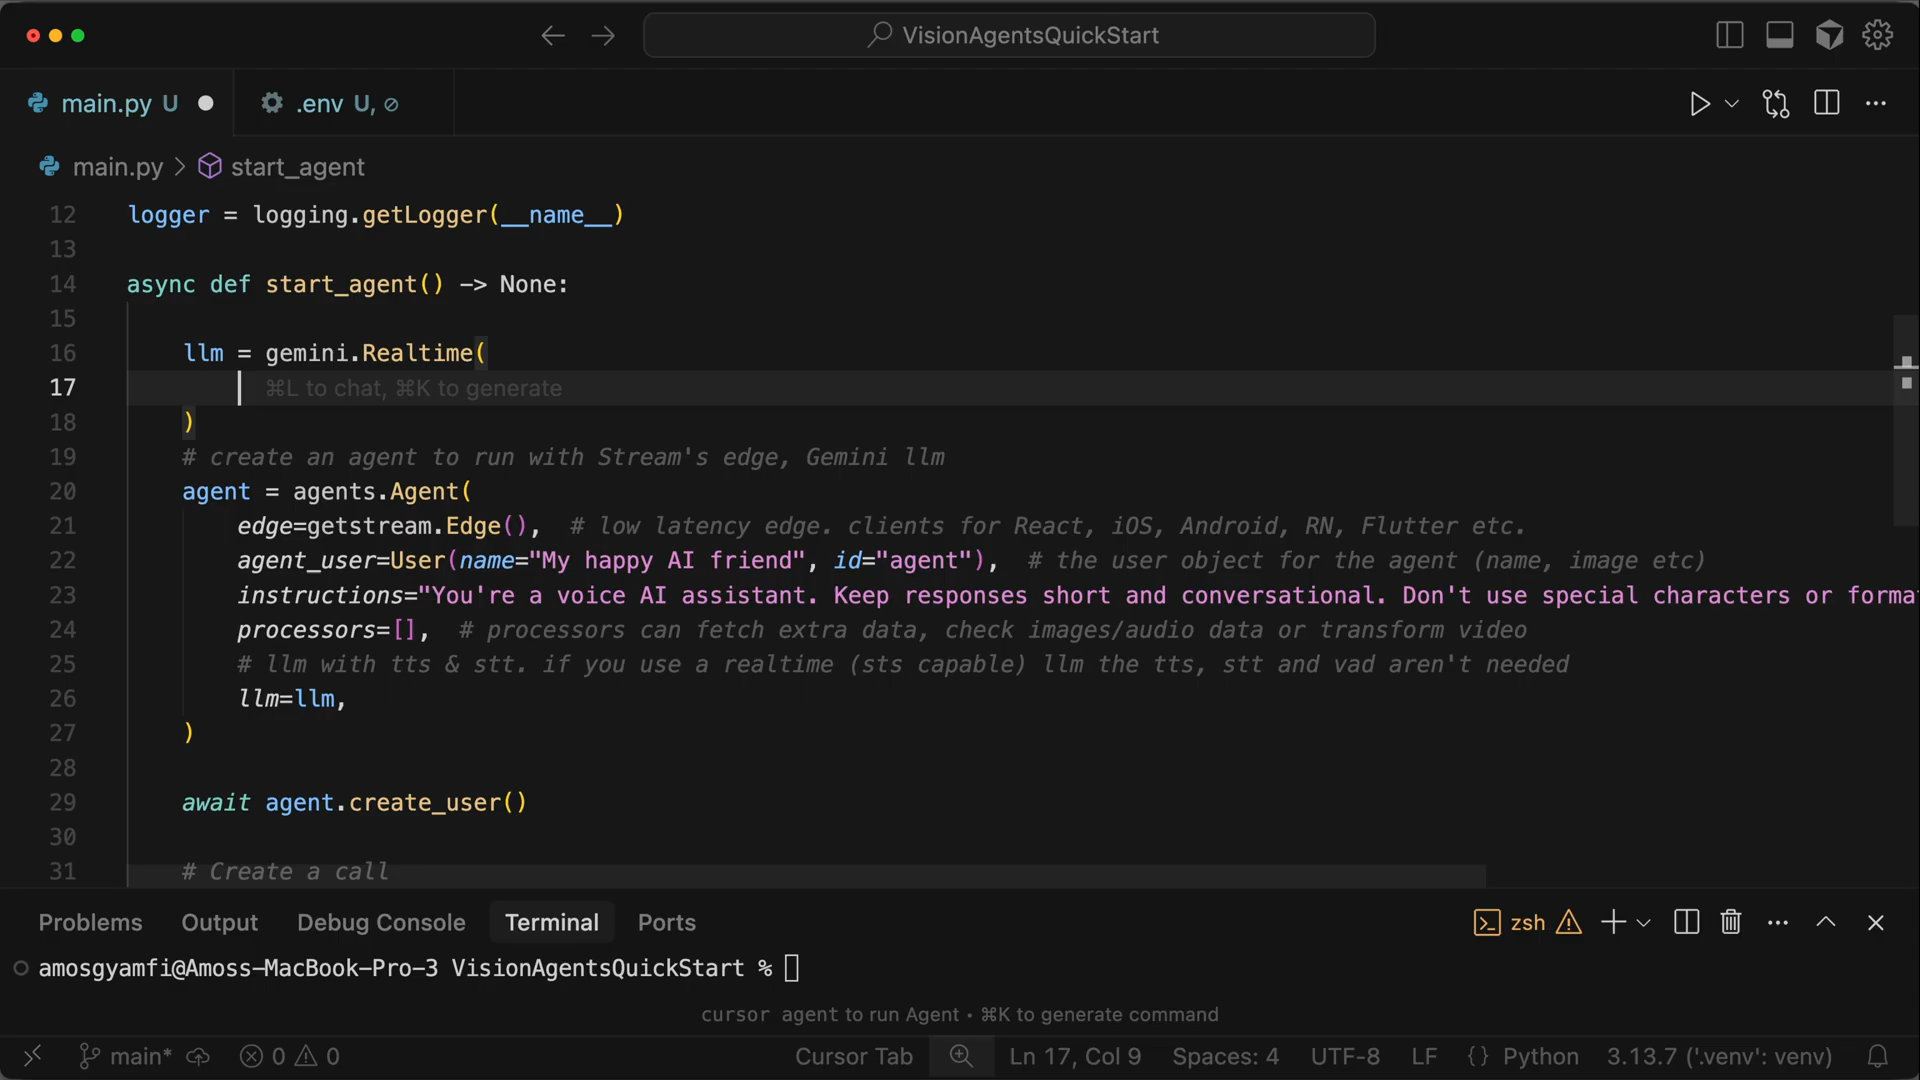 VisionAgentsQuickStart
main.py U
.env U,
main.py > start_agent
12 logger = logging.getLogger(__name__)
13
14 async def start_agent() -> None:
15
16 llm = gemini.Realtime(
17 ⌘L to chat, ⌘K to generate
18 )
19 # create an agent to run with Stream's edge, Gemini llm
20 agent = agents.Agent(
21 edge=getstream.Edge(), # low latency edge. clients for React, iOS, Android, RN, Flutter etc.
22 agent_user=User(name="My happy AI friend", id="agent"), # the user object for the agent (name, image etc)
23 instructions="You're a voice AI assistant. Keep responses short and conversational. Don't use special characters or forma
24 processors=[], # processors can fetch extra data, check images/audio data or transform video
25 # llm with tts & stt. if you use a realtime (sts capable) llm the tts, stt and vad aren't needed
26 llm=llm,
27 )
28
29 await agent.create_user()
30
31 # Create a call
Problems Output Debug Console Terminal Ports zsh
amosgyamfi@Amoss-MacBook-Pro-3 VisionAgentsQuickStart %
cursor agent to run Agent • ⌘K to generate command
main* 0 0 Cursor Tab Ln 17, Col 9 Spaces: 4 UTF-8 LF {} Python 3.13.7 ('.venv': venv)